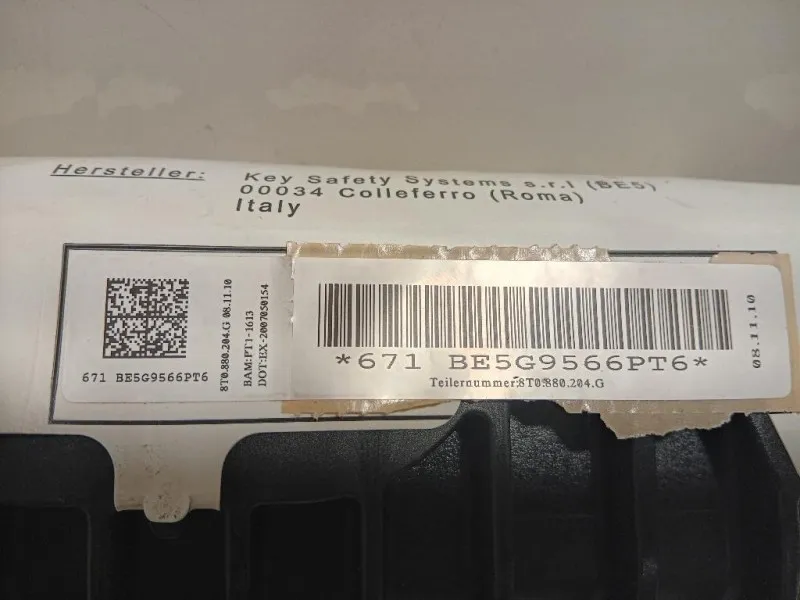 Hersteller:
Key Safety Systems s.r.l (BE5)
00034 Colleferro (Roma)
Italy
671 BE5G9566PT6
8T0.880.204.G 08.11.10
BAM:PT1-1613
DOT:EX-2007050154
*671 BE5G9566PT6*
Teilernummer:8T0.880.204.G
08.11.10